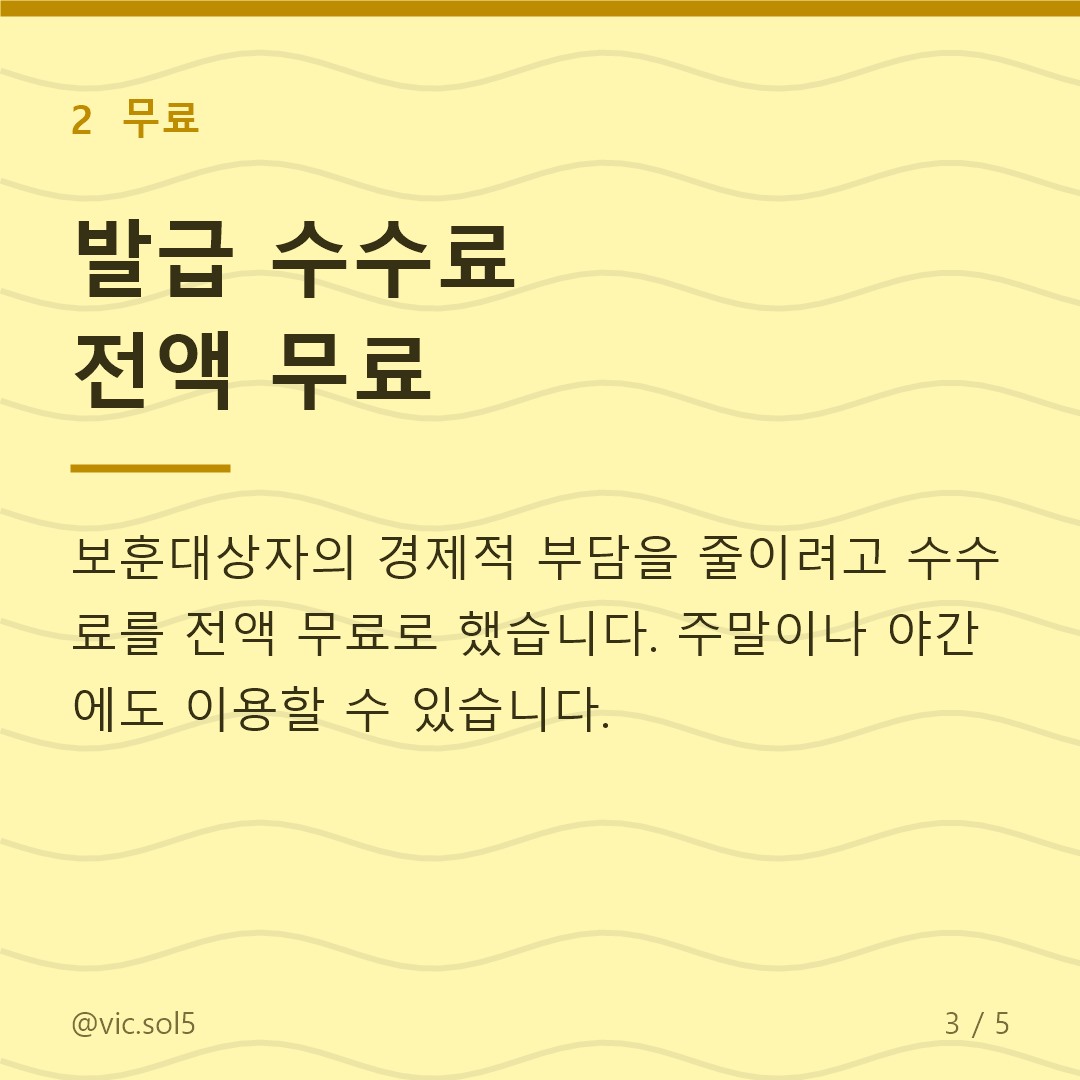 2 무료
발급 수수료
전액 무료
보훈대상자의 경제적 부담을 줄이려고 수수
료를 전액 무료로 했습니다. 주말이나 야간
에도 이용할 수 있습니다.
@vic.sol5
3 / 5